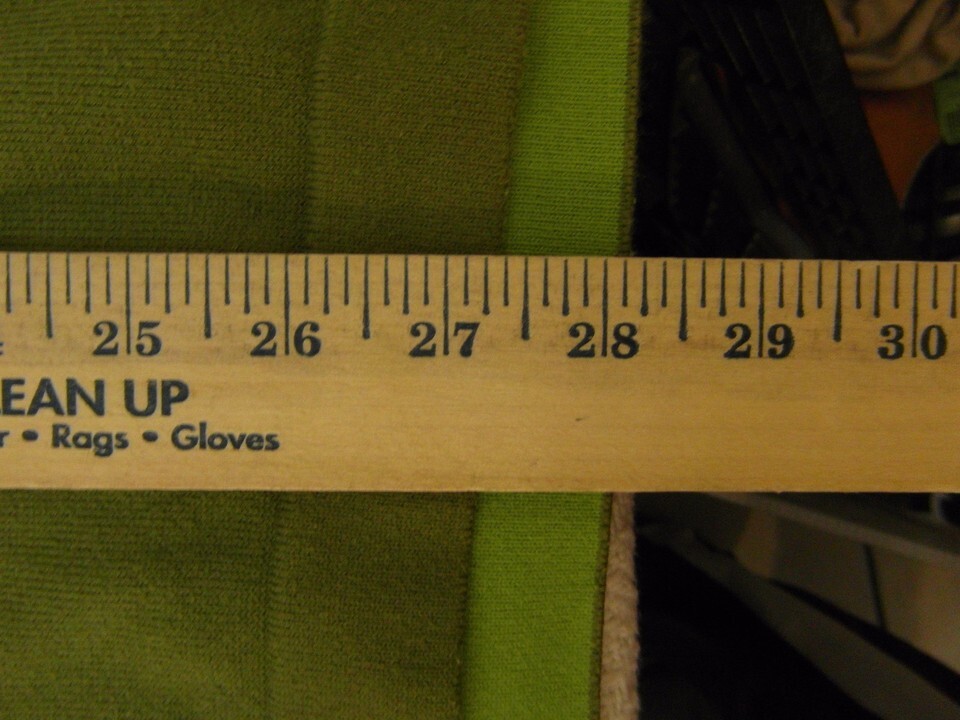 25 26 27 28 29 30
EAN UP
r • Rags • Gloves